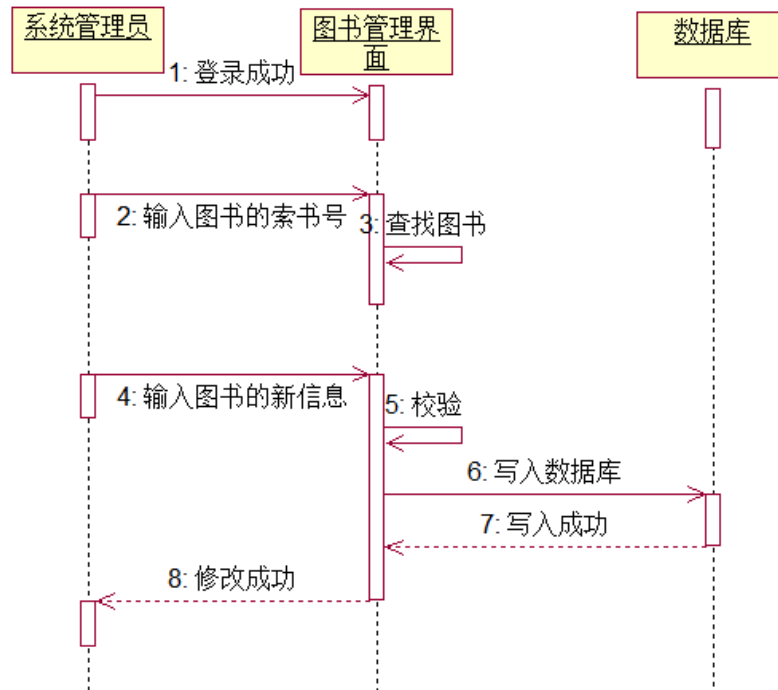 系统管理员
图书管理界
面
数据库
1: 登录成功
2: 输入图书的索书号
3: 查找图书
4: 输入图书的新信息
5: 校验
6: 写入数据库
7: 写入成功
8: 修改成功